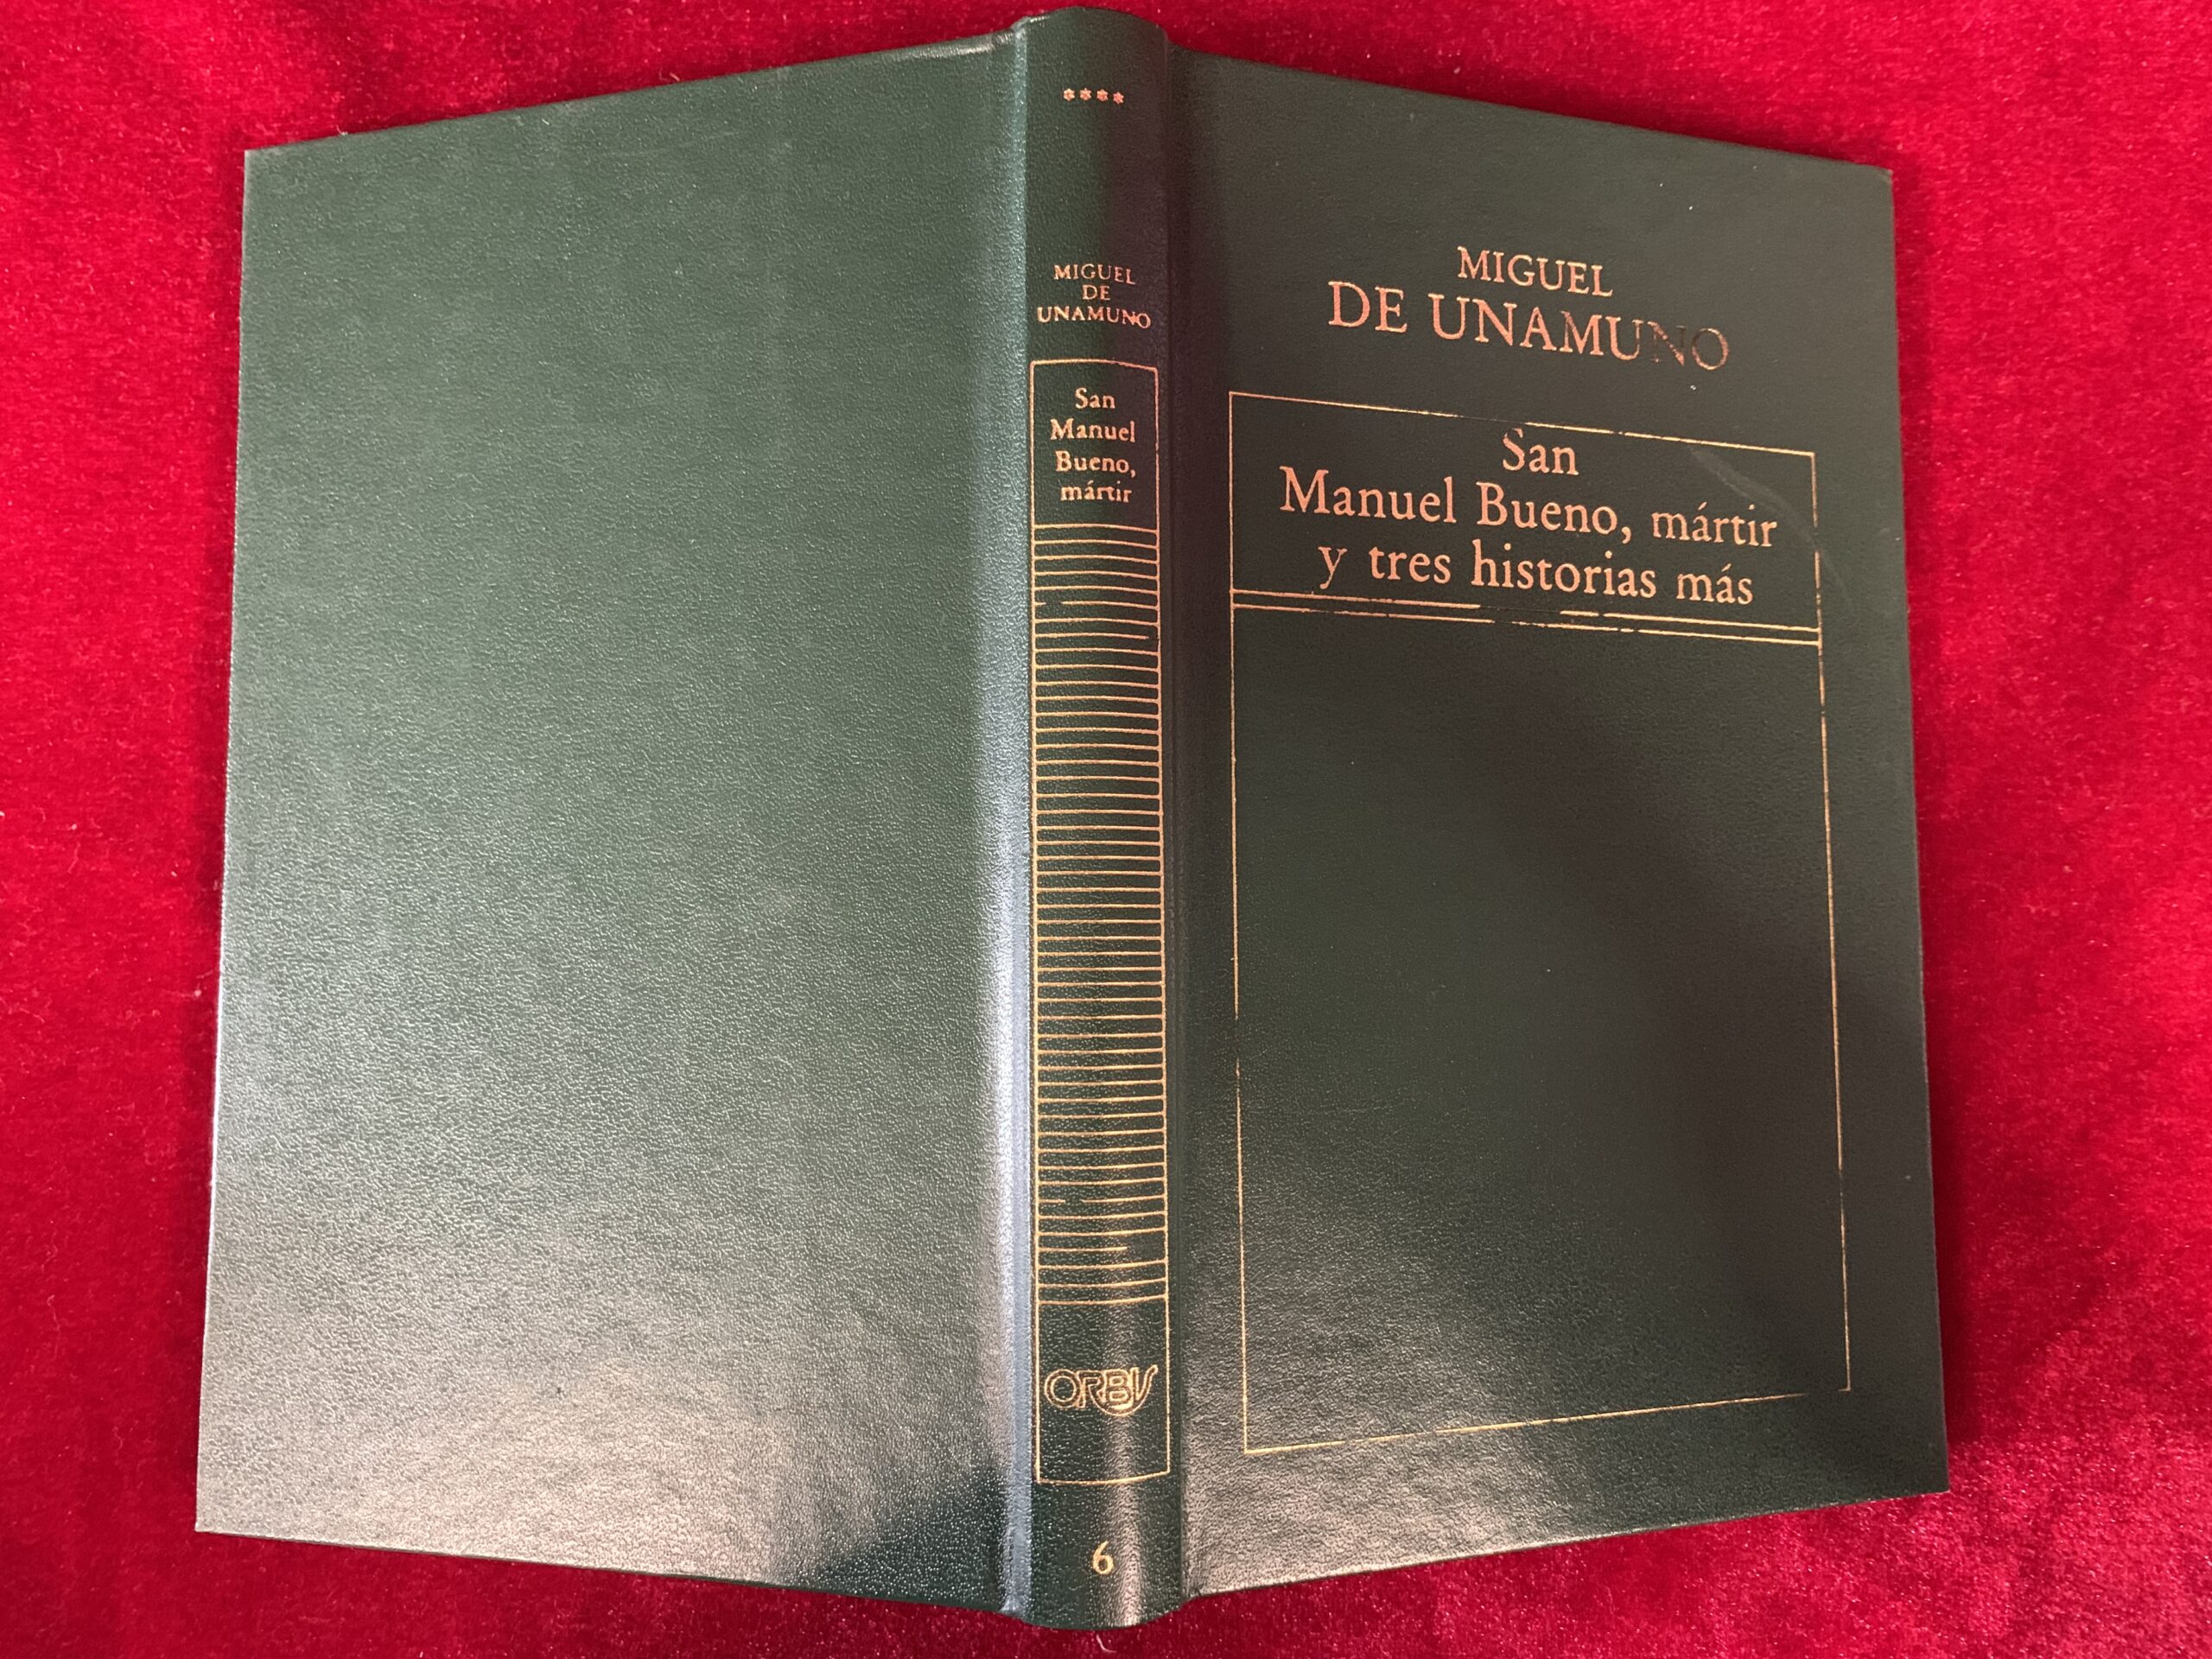 ****
MIGUEL
DE
UNAMUNO
San
Manuel
Bueno,
mártir
ORBIS
6
MIGUEL
DE UNAMUNO
San
Manuel Bueno, mártir
y tres historias más